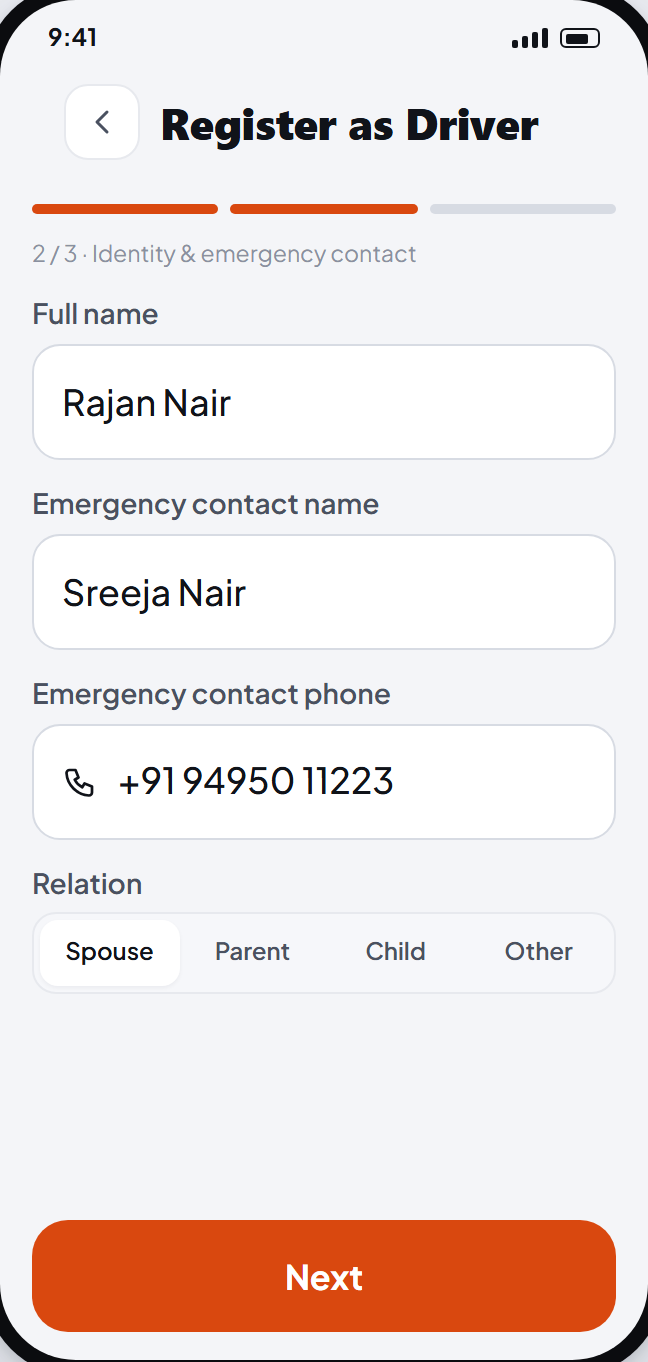 9:41
Register as Driver
2 / 3 · Identity & emergency contact
Full name
Rajan Nair
Emergency contact name
Sreeja Nair
Emergency contact phone
+91 94950 11223
Relation
Spouse Parent Child Other
Next